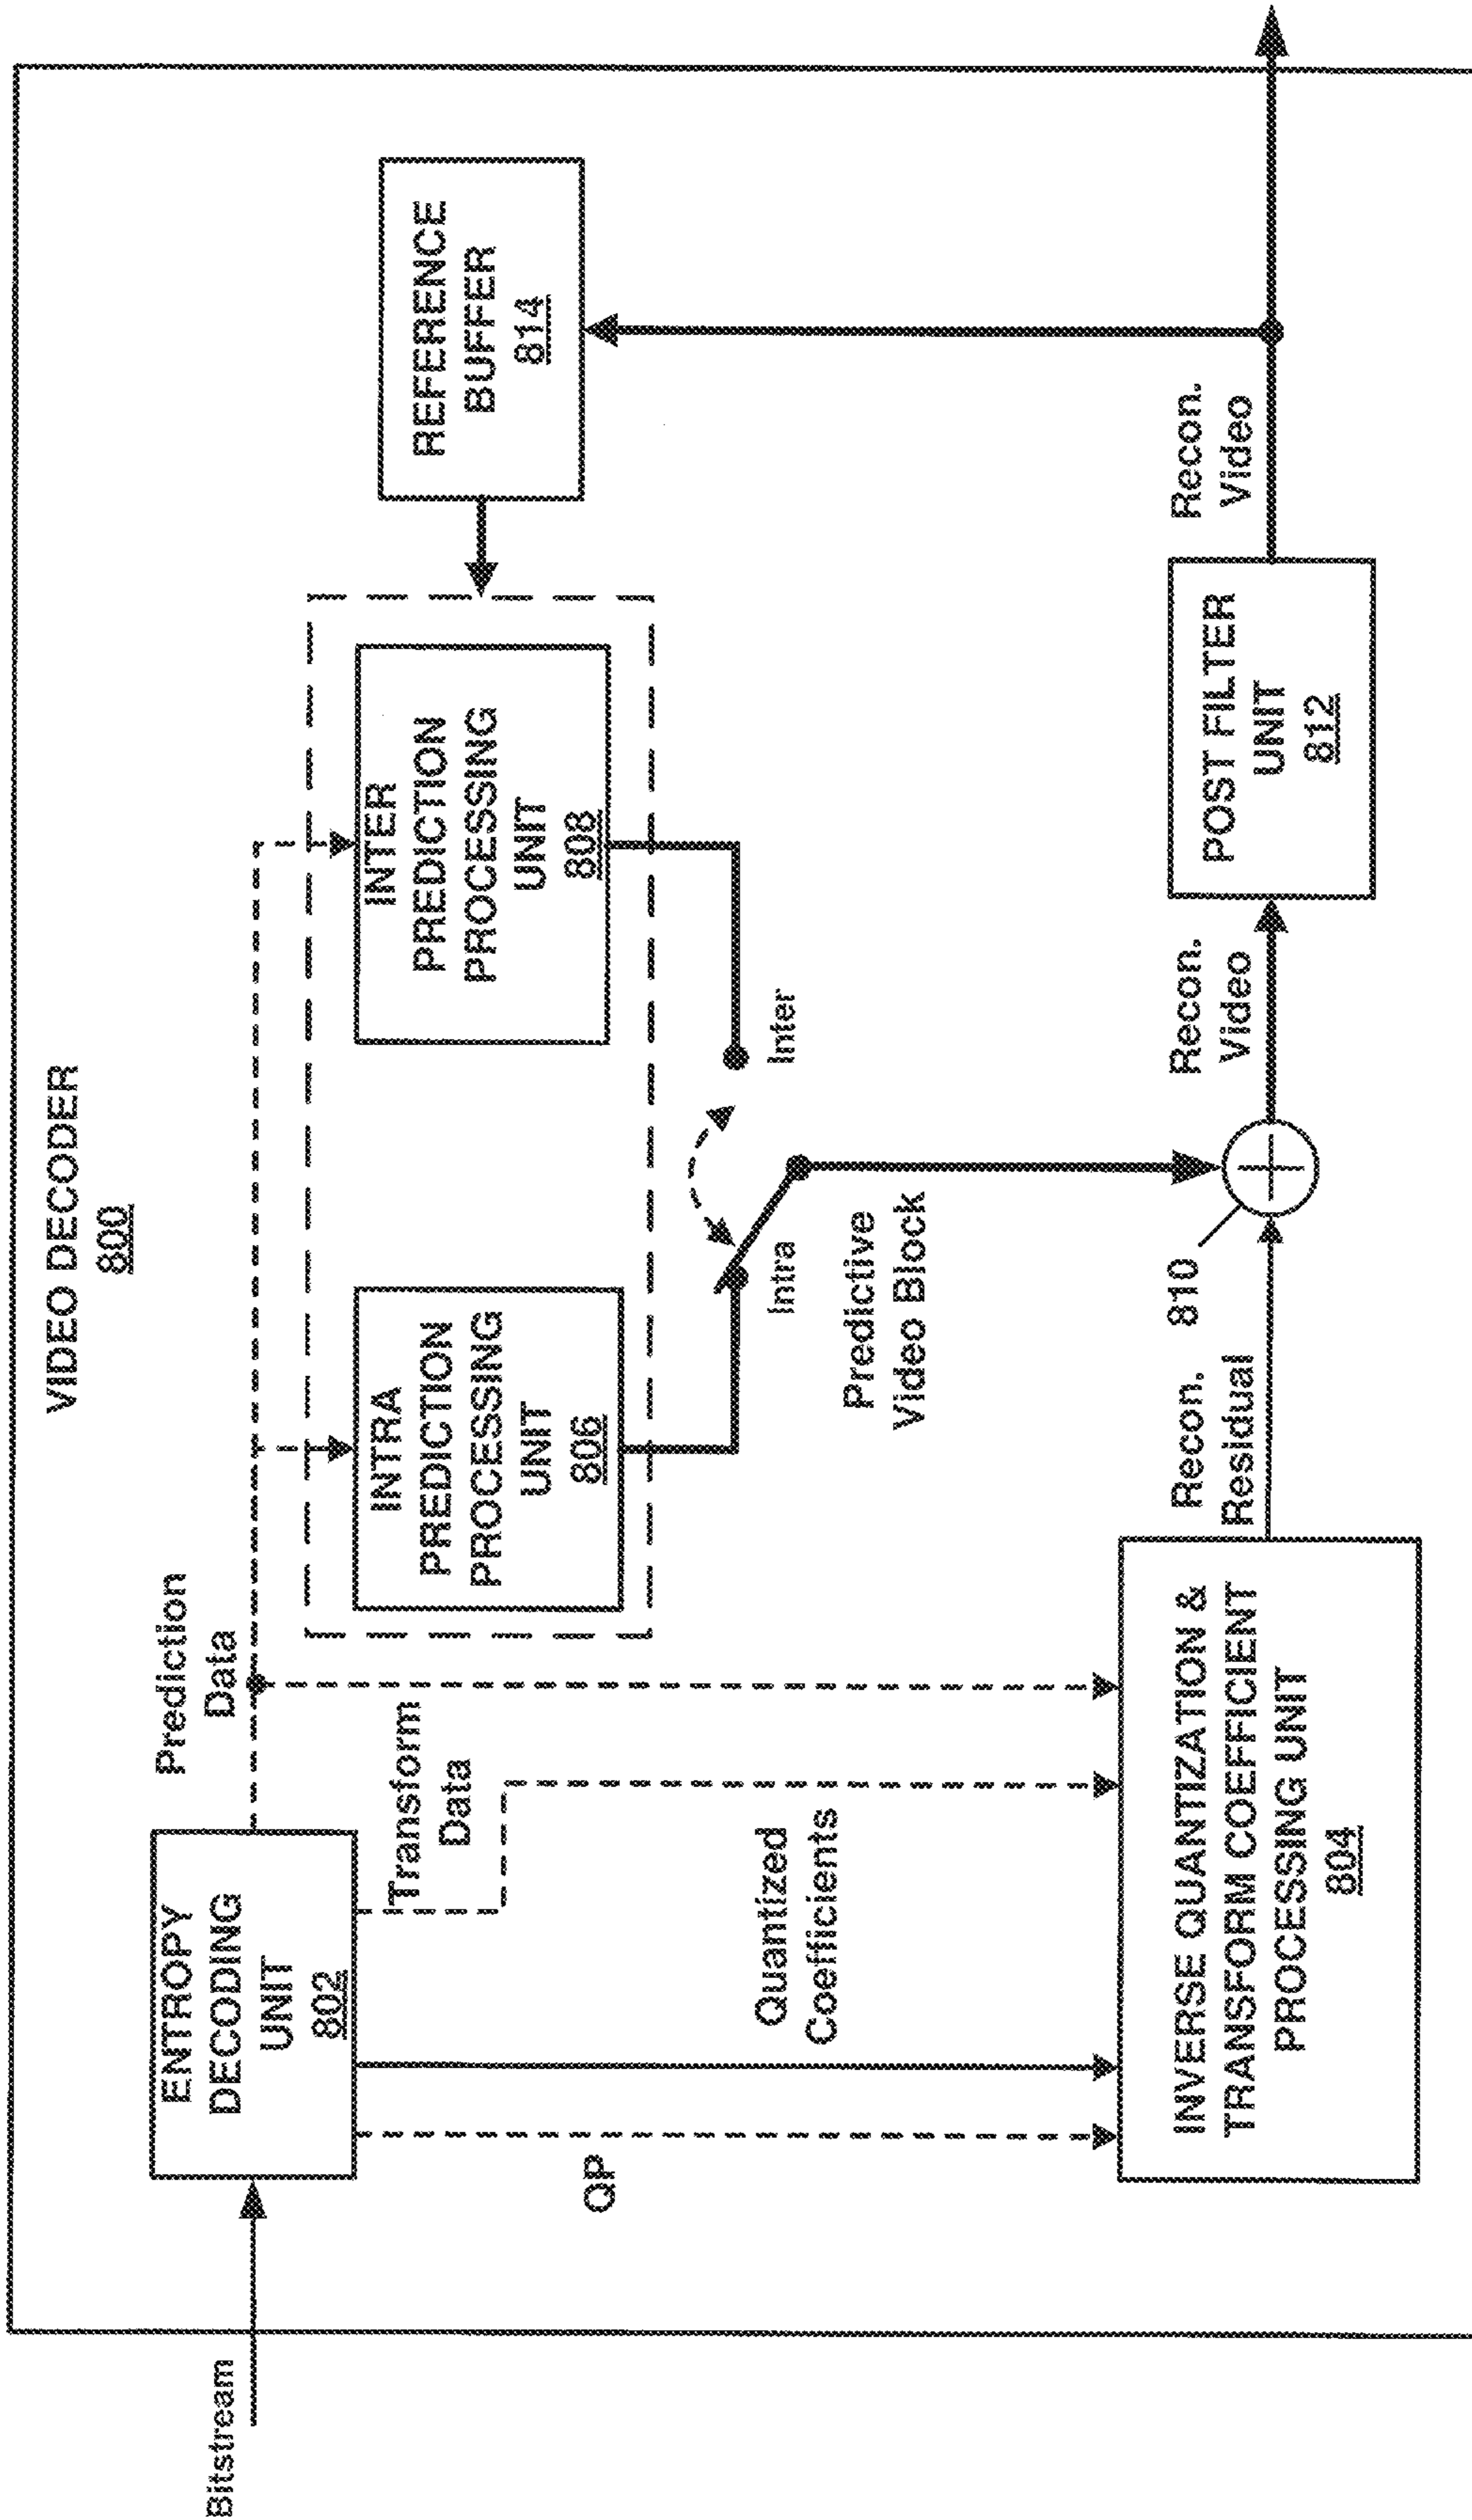 VIDEO DECODER
800
Bitstream
ENTROPY
DECODING
UNIT
802
Prediction
Data
Transform
Data
QP
Quantized
Coefficients
INTRA
PREDICTION
PROCESSING
UNIT
806
INTER
PREDICTION
PROCESSING
UNIT
808
REFERENCE
BUFFER
814
Intra
Inter
Predictive
Video Block
INVERSE QUANTIZATION &
TRANSFORM COEFFICIENT
PROCESSING UNIT
804
Recon.
Residual
810
Recon.
Video
POST FILTER
UNIT
812
Recon.
Video